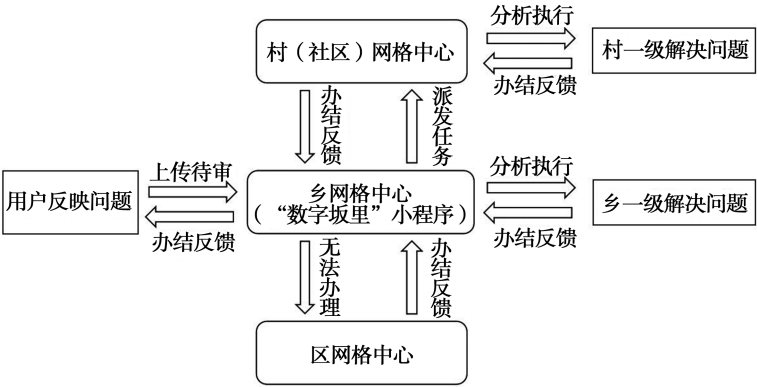 分析执行
村（社区）网格中心
村一级解决问题
办结反馈
办结反馈
派发任务
上传待审
用户反映问题
办结反馈
乡网格中心
（“数字坂里”小程序）
分析执行
乡一级解决问题
办结反馈
无法办理
办结反馈
区网格中心